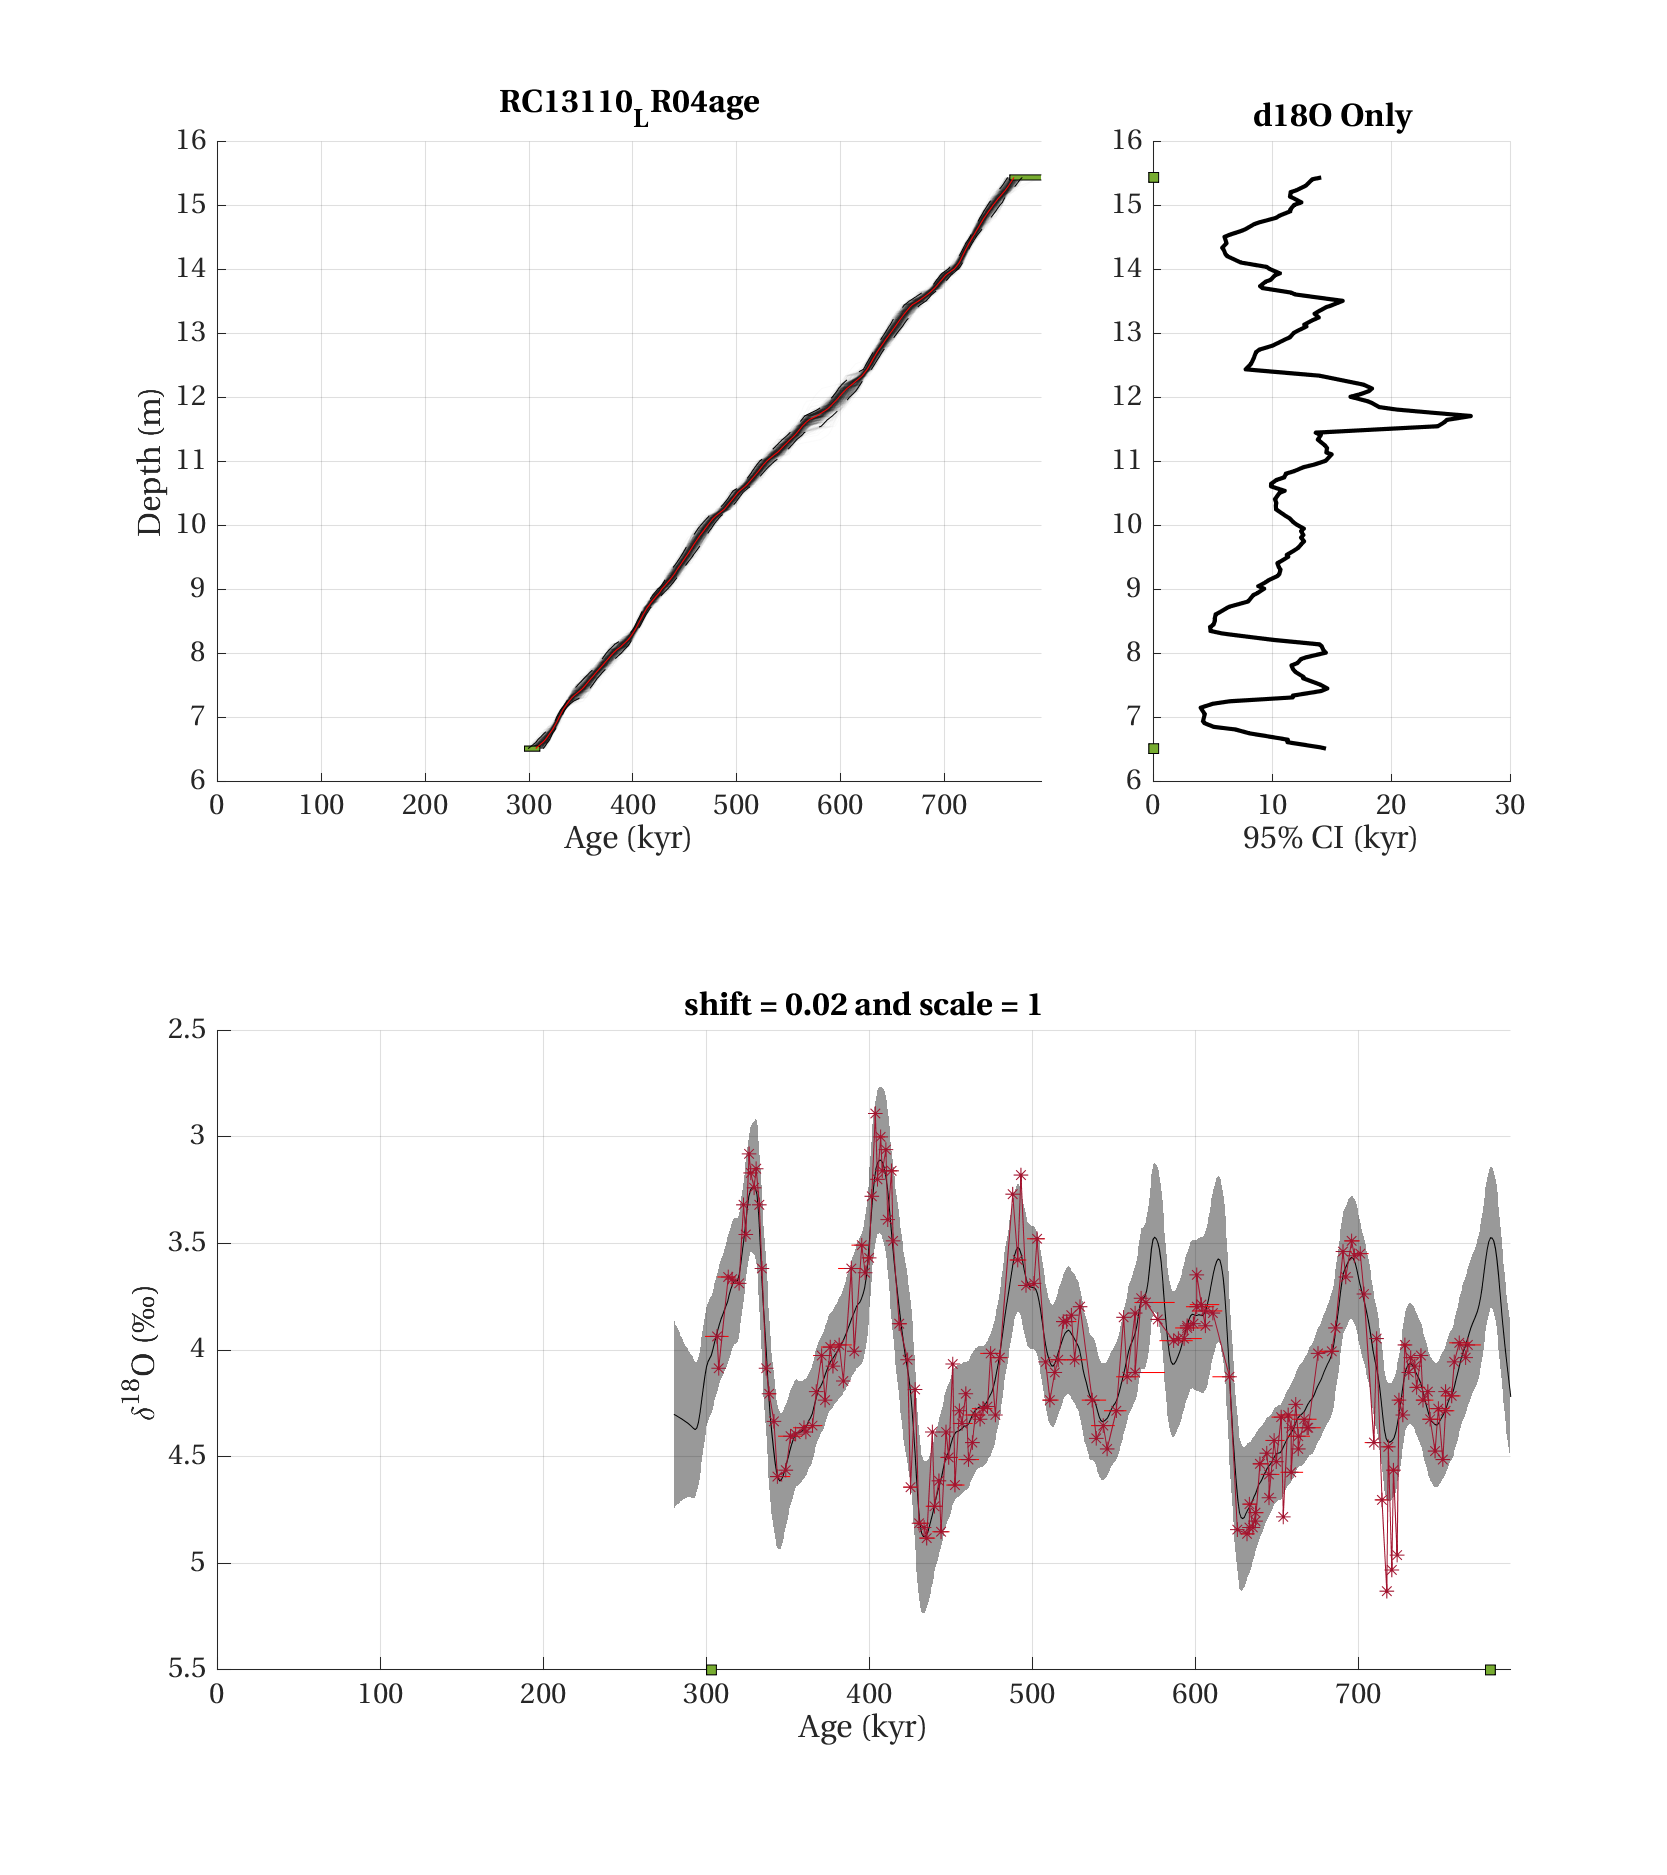 RC13110LR04age
d18O Only
16
15
14
13
12
11
10
9
8
7
6
Depth (m)
0 100 200 300 400 500 600 700
Age (kyr)
16
15
14
13
12
11
10
9
8
7
6
0 10 20 30
95% CI (kyr)
shift = 0.02 and scale = 1
2.5
3
3.5
4
4.5
5
5.5
δ18O (‰)
0 100 200 300 400 500 600 700
Age (kyr)